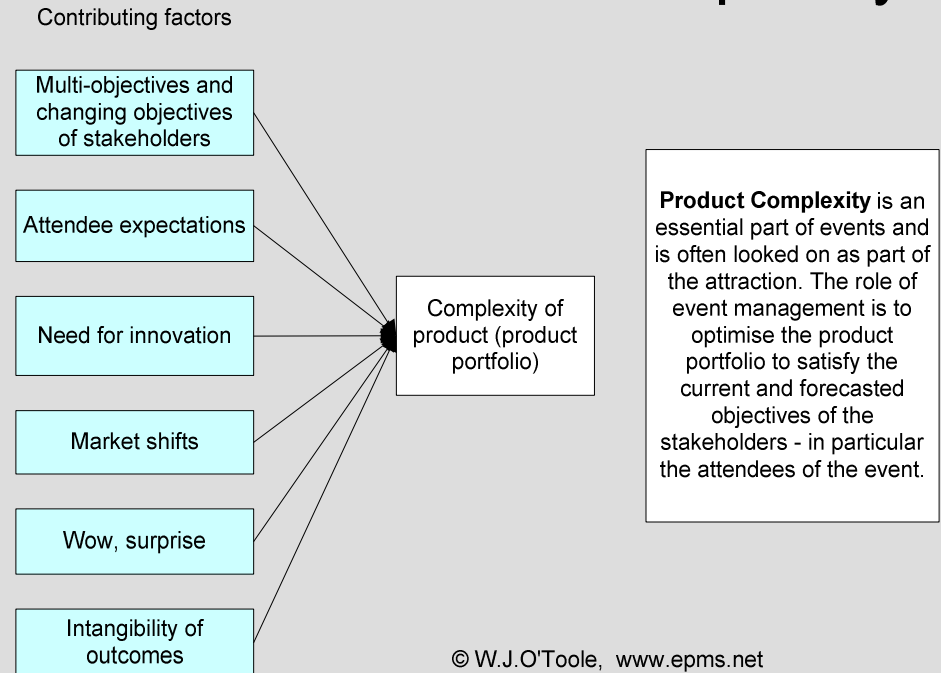 Contributing factors
Multi-objectives and
changing objectives
of stakeholders
Attendee expectations
Need for innovation
Market shifts
Wow, surprise
Intangibility of
outcomes
Complexity of
product (product
portfolio)
Product Complexity is an
essential part of events and
is often looked on as part of
the attraction. The role of
event management is to
optimise the product
portfolio to satisfy the
current and forecasted
objectives of the
stakeholders - in particular
the attendees of the event.
© W.J.O'Toole, www.epms.net